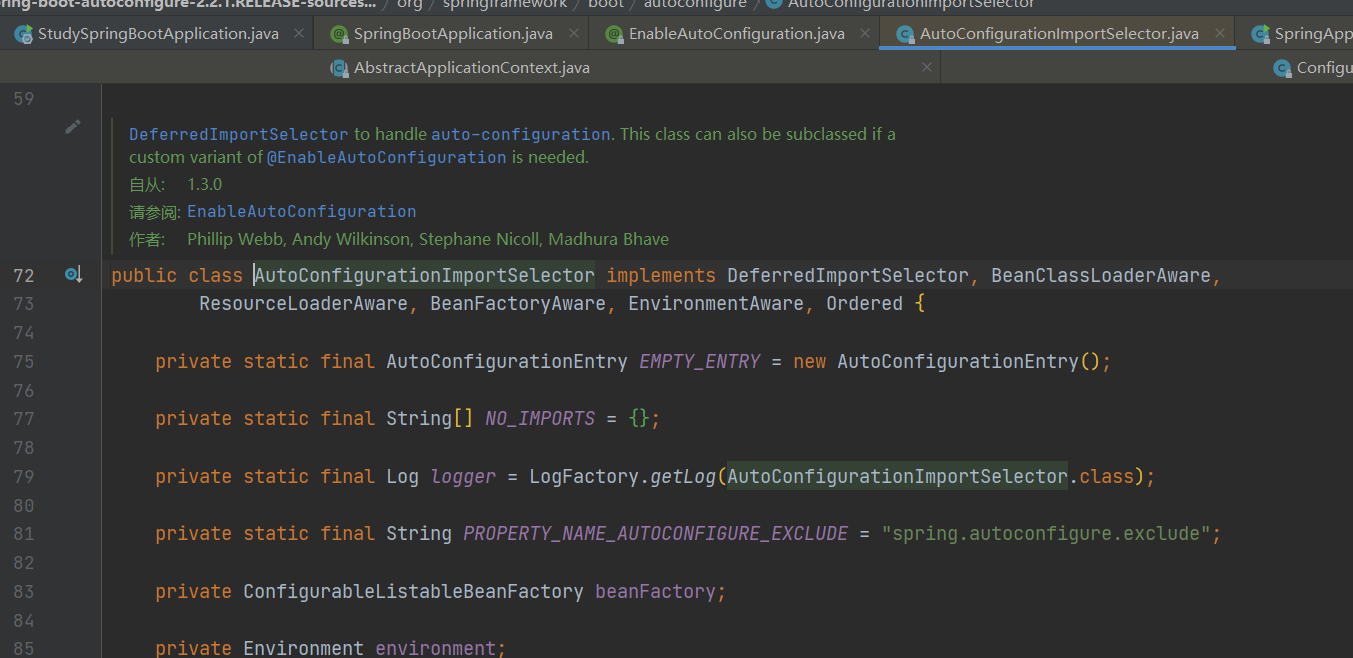 ring-boot-autoconfigure-2.2.1.RELEASE-sources... / org / springframework / boot / autoconfigure / AutoConfigurationImportSelector
StudySpringBootApplication.java SpringBootApplication.java EnableAutoConfiguration.java AutoConfigurationImportSelector.java SpringApp
AbstractApplicationContext.java Configu
59
DeferredImportSelector to handle auto-configuration. This class can also be subclassed if a
custom variant of @EnableAutoConfiguration is needed.
自从: 1.3.0
请参阅: EnableAutoConfiguration
作者: Phillip Webb, Andy Wilkinson, Stephane Nicoll, Madhura Bhave
72 public class AutoConfigurationImportSelector implements DeferredImportSelector, BeanClassLoaderAware,
73 ResourceLoaderAware, BeanFactoryAware, EnvironmentAware, Ordered {
74
75 private static final AutoConfigurationEntry EMPTY_ENTRY = new AutoConfigurationEntry();
76
77 private static final String[] NO_IMPORTS = {};
78
79 private static final Log logger = LogFactory.getLog(AutoConfigurationImportSelector.class);
80
81 private static final String PROPERTY_NAME_AUTOCONFIGURE_EXCLUDE = "spring.autoconfigure.exclude";
82
83 private ConfigurableListableBeanFactory beanFactory;
84
85 private Environment environment;